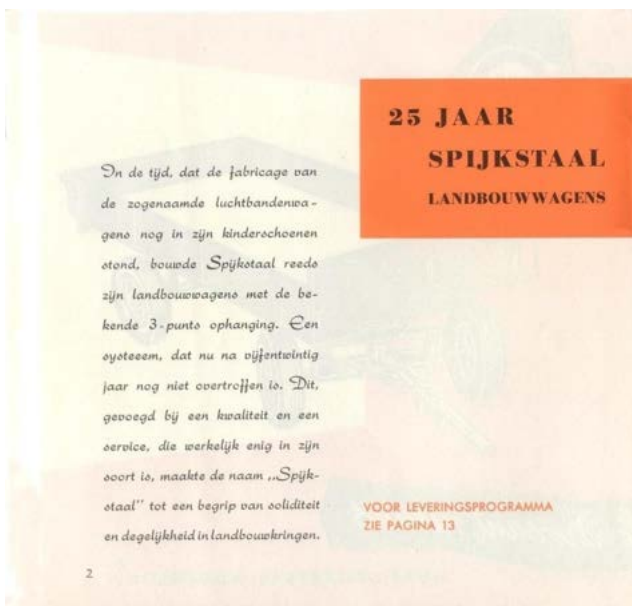 25 JAAR
SPIJKSTAAL
LANDBOUWWAGENS
In de tijd, dat de fabricage van
de zogenaamde luchtbandenwa-
gens nog in zijn kinderschoenen
stond, bouwde Spijkstaal reeds
zijn landbouwwagens met de be-
kende 3-punts ophanging. Een
systeeem, dat nu na vijfentwintig
jaar nog niet overtroffen is. Dit,
gevoegd bij een kwaliteit en een
service, die werkelijk enig in zijn
soort is, maakte de naam „Spijk-
staal" tot een begrip van soliditeit
en degelijkheid in landbouwkringen.
VOOR LEVERINGSPROGRAMMA
ZIE PAGINA 13
2